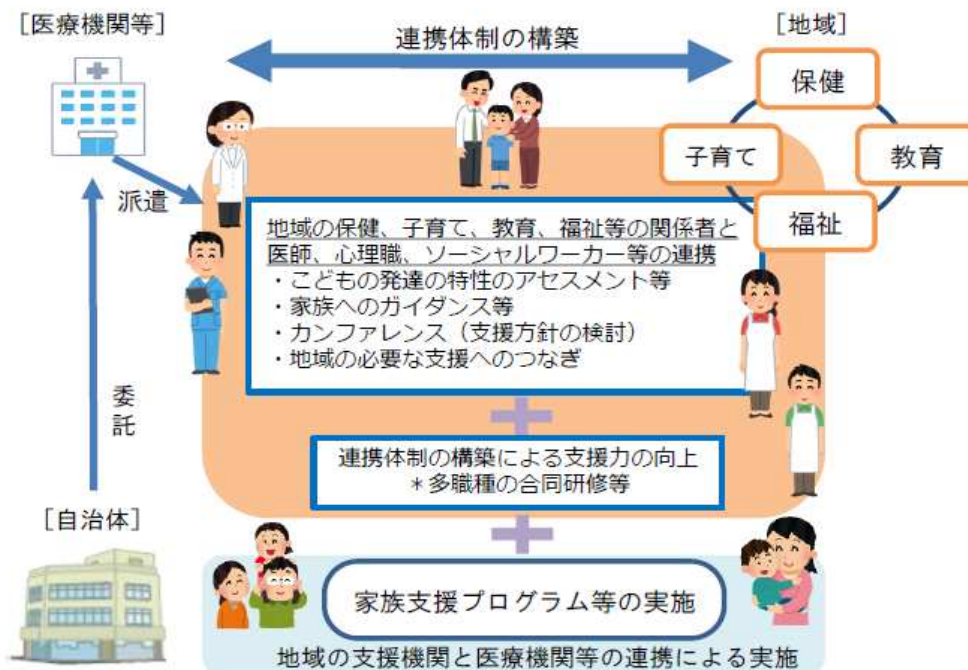 [医療機関等]
連携体制の構築
[地域]
保健
子育て
教育
福祉
派遣
地域の保健、子育て、教育、福祉等の関係者と
医師、心理職、ソーシャルワーカー等の連携
・こどもの発達の特性のアセスメント等
・家族へのガイダンス等
・カンファレンス（支援方針の検討）
・地域の必要な支援へのつなぎ
委託
連携体制の構築による支援力の向上
＊多職種の合同研修等
[自治体]
家族支援プログラム等の実施
地域の支援機関と医療機関等の連携による実施